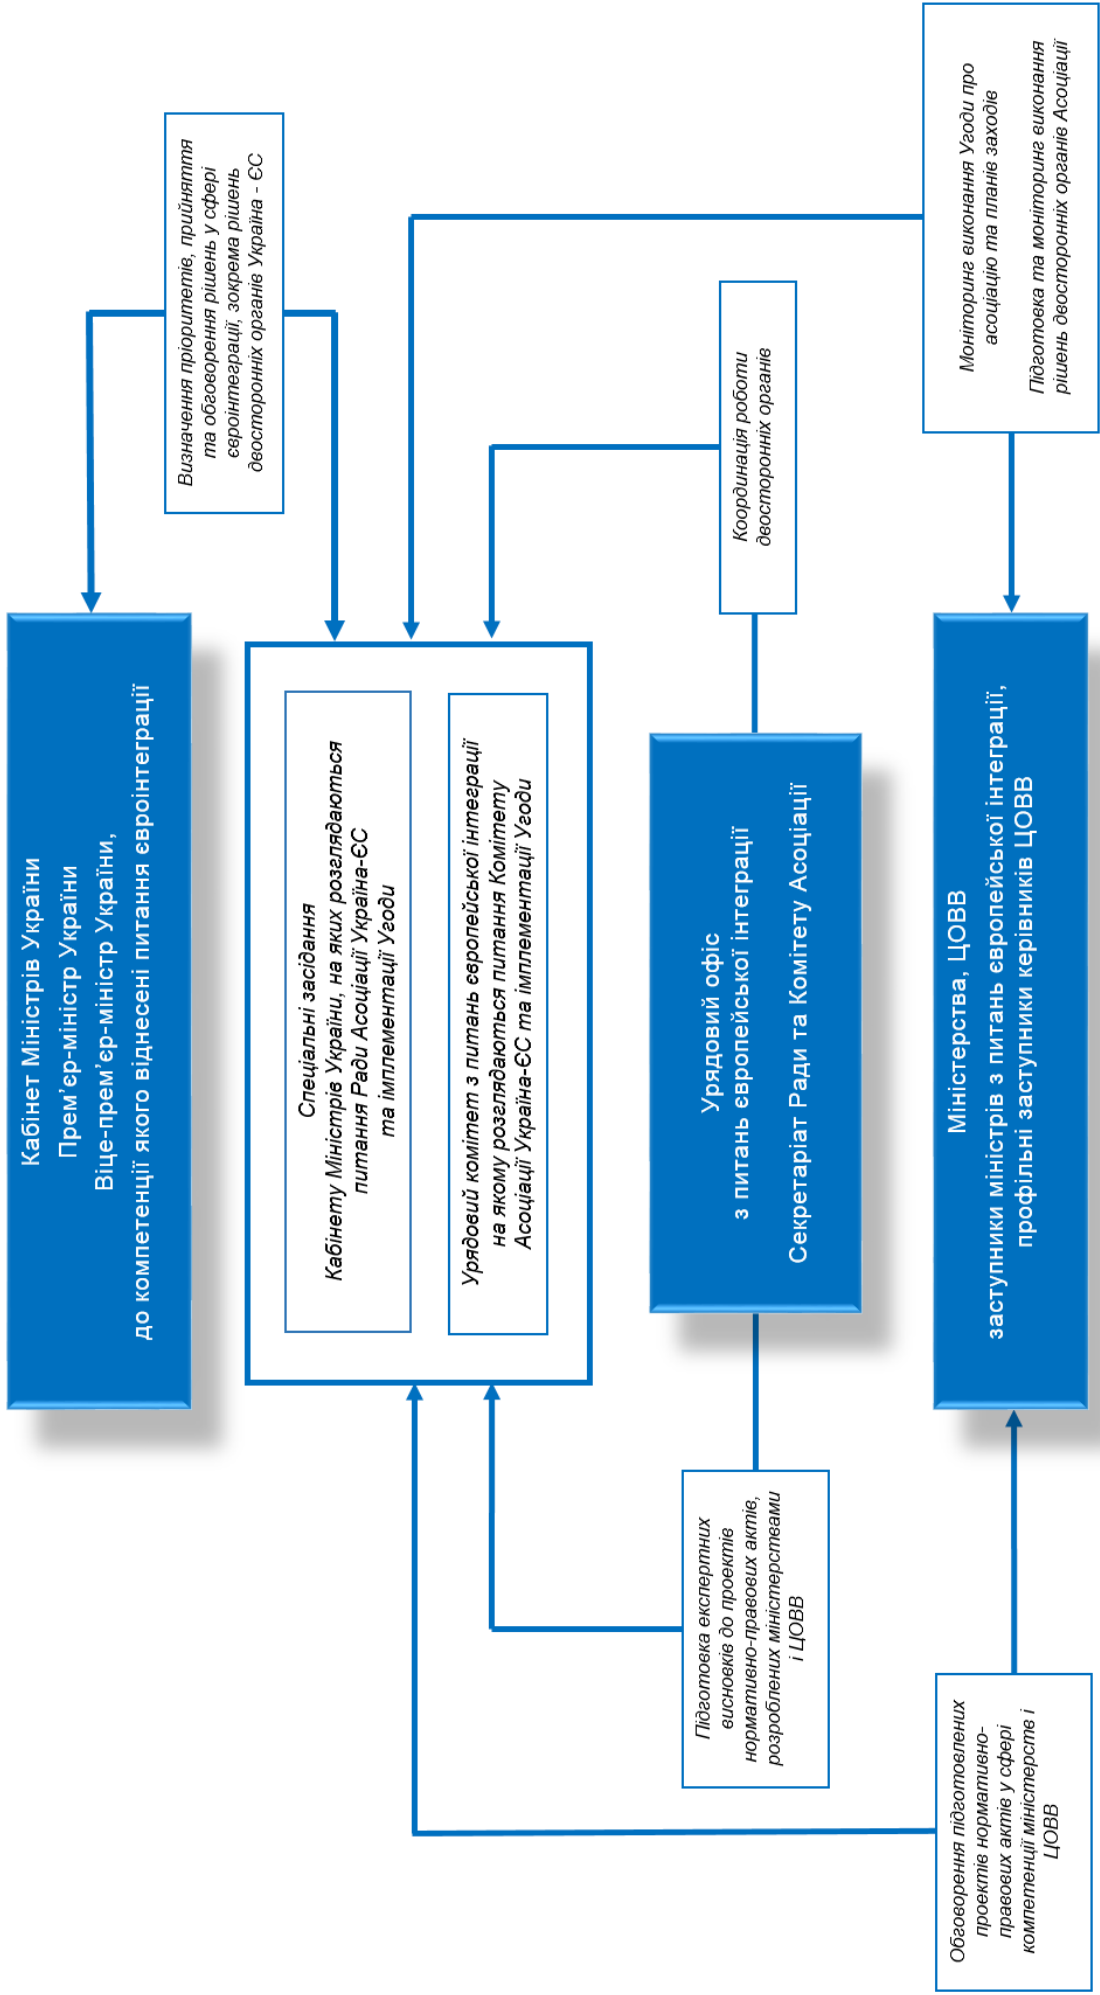 Кабінет Міністрів України
Прем’єр-міністр України
Віце-прем’єр-міністр України,
до компетенції якого віднесені питання євроінтеграції
Визначення пріоритетів, прийняття
та обговорення рішень у сфері
євроінтеграції, зокрема рішень
двосторонніх органів Україна - ЄС
Спеціальні засідання
Кабінету Міністрів України, на яких розглядаються
питання Ради Асоціації Україна-ЄС
та імплементації Угоди
Урядовий комітет з питань європейської інтеграції
на якому розглядаються питання Комітету
Асоціації Україна-ЄС та імплементації Угоди
Підготовка експертних
висновків до проектів
нормативно-правових актів,
розроблених міністерствами
і ЦОВВ
Урядовий офіс
з питань європейської інтеграції
Секретаріат Ради та Комітету Асоціації
Координація роботи
двосторонніх органів
Обговорення підготовлених
проектів нормативно-
правових актів у сфері
компетенції міністерств і
ЦОВВ
Міністерства, ЦОВВ
заступники міністрів з питань європейської інтеграції,
профільні заступники керівників ЦОВВ
Моніторинг виконання Угоди про
асоціацію та планів заходів
Підготовка та моніторинг виконання
рішень двосторонніх органів Асоціації